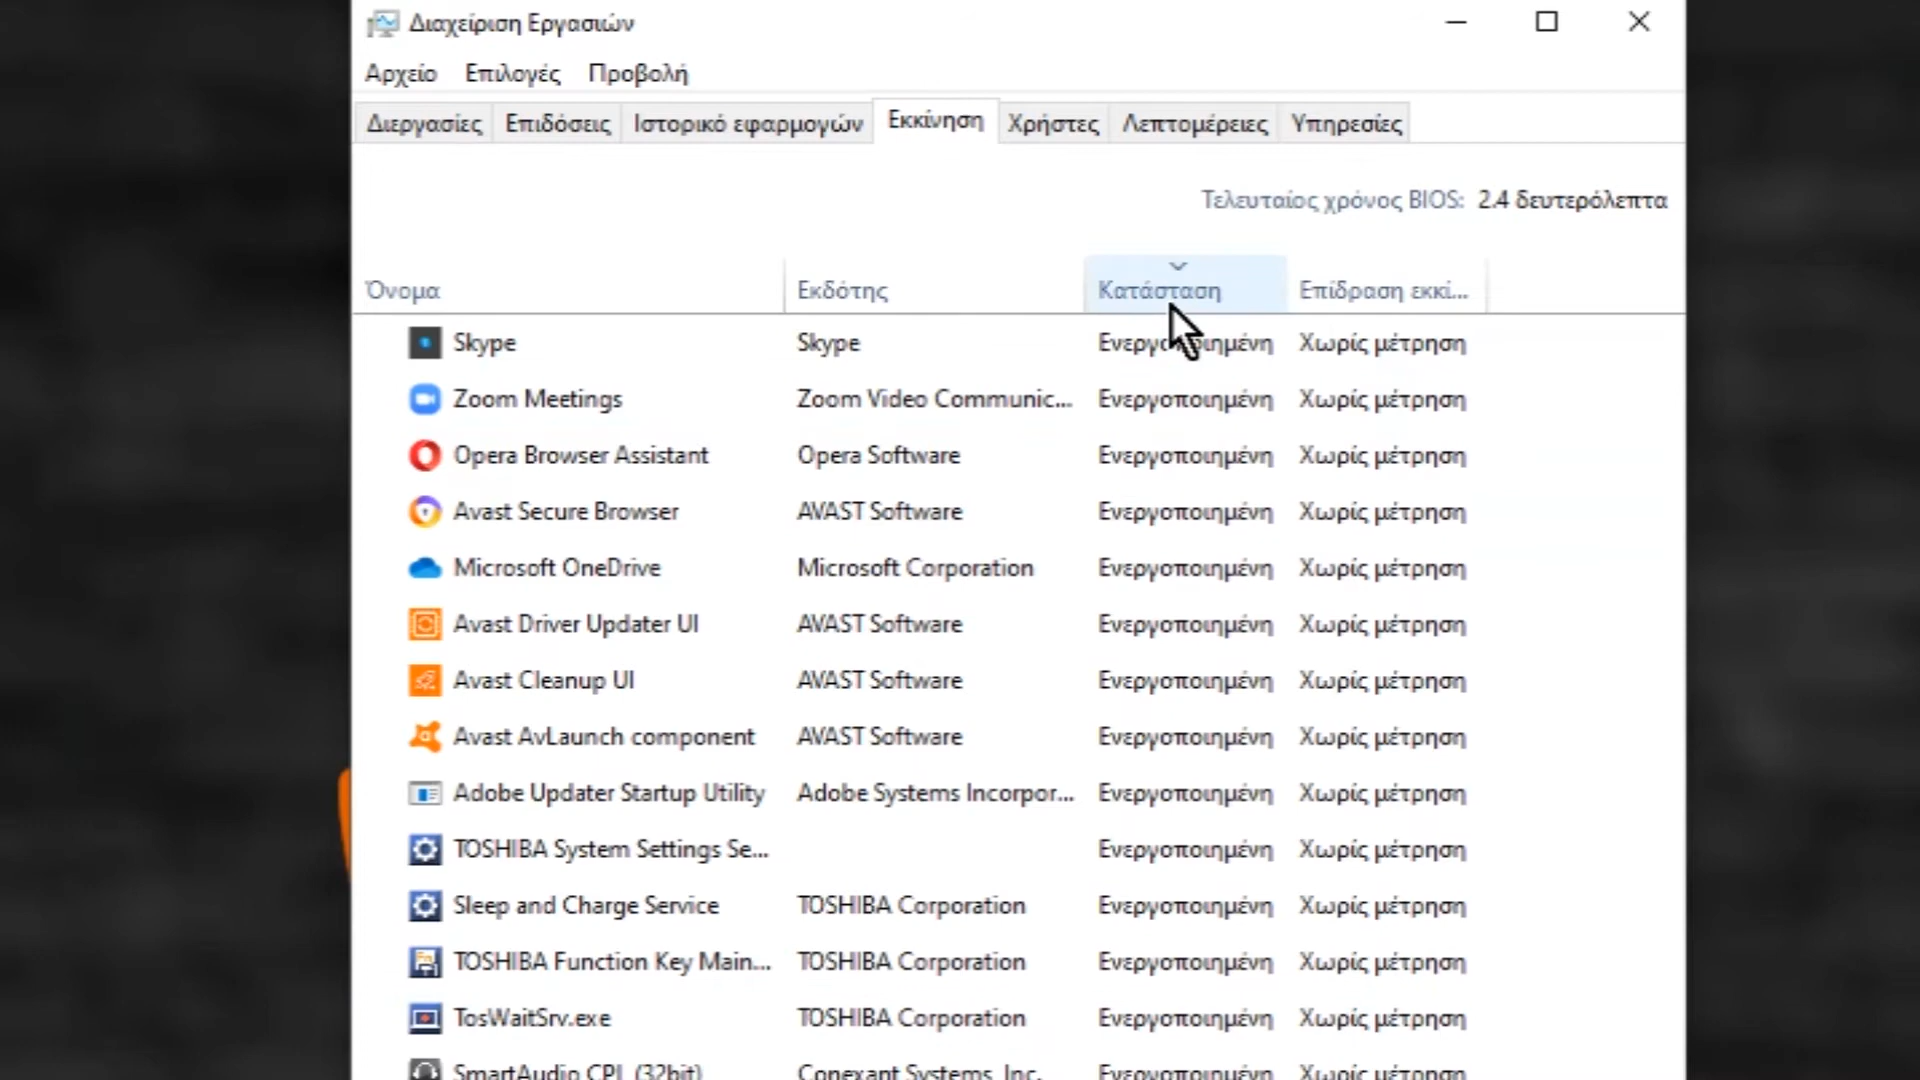 Διαχείριση Εργασιών
Αρχείο Επιλογές Προβολή
Διεργασίες Επιδόσεις Ιστορικό εφαρμογών Εκκίνηση Χρήστες Λεπτομέρειες Υπηρεσίες
Τελευταίος χρόνος BIOS: 2.4 δευτερόλεπτα
Όνομα Εκδότης Κατάσταση Επίδραση εκκί...
Skype Skype Ενεργοποιημένη Χωρίς μέτρηση
Zoom Meetings Zoom Video Communic... Ενεργοποιημένη Χωρίς μέτρηση
Opera Browser Assistant Opera Software Ενεργοποιημένη Χωρίς μέτρηση
Avast Secure Browser AVAST Software Ενεργοποιημένη Χωρίς μέτρηση
Microsoft OneDrive Microsoft Corporation Ενεργοποιημένη Χωρίς μέτρηση
Avast Driver Updater UI AVAST Software Ενεργοποιημένη Χωρίς μέτρηση
Avast Cleanup UI AVAST Software Ενεργοποιημένη Χωρίς μέτρηση
Avast AvLaunch component AVAST Software Ενεργοποιημένη Χωρίς μέτρηση
Adobe Updater Startup Utility Adobe Systems Incorpor... Ενεργοποιημένη Χωρίς μέτρηση
TOSHIBA System Settings Se... Ενεργοποιημένη Χωρίς μέτρηση
Sleep and Charge Service TOSHIBA Corporation Ενεργοποιημένη Χωρίς μέτρηση
TOSHIBA Function Key Main... TOSHIBA Corporation Ενεργοποιημένη Χωρίς μέτρηση
TosWaitSrv.exe TOSHIBA Corporation Ενεργοποιημένη Χωρίς μέτρηση
SmartAudio CPL (32bit) Conexant Systems, Inc. Ενεργοποιημένη Χωρίς μέτρηση